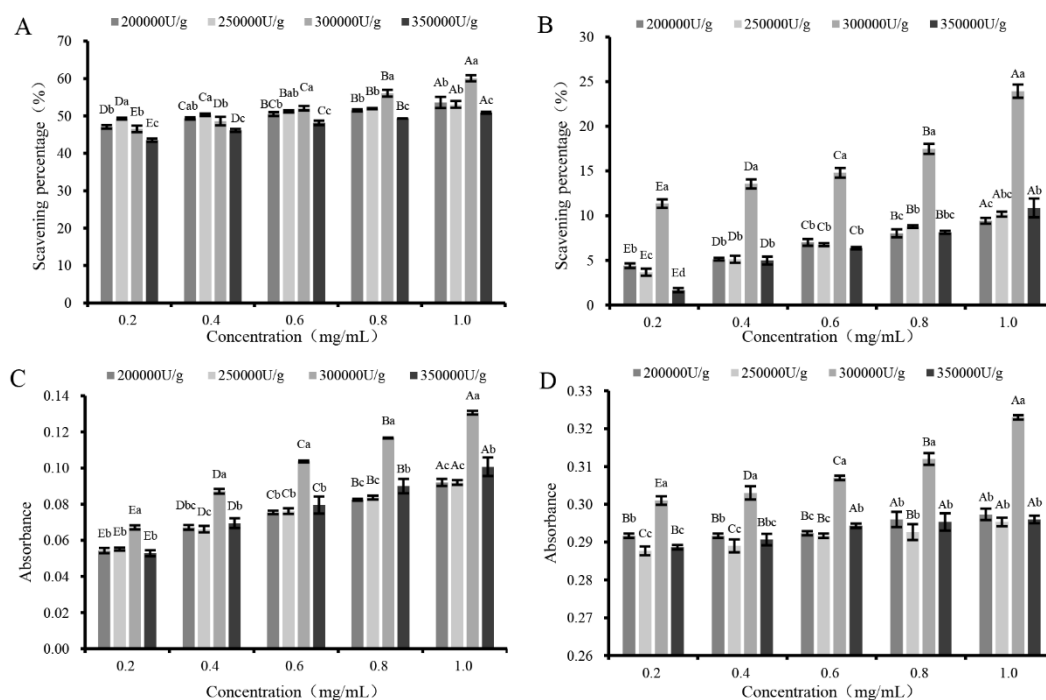 A
200000U/g 250000U/g 300000U/g 350000U/g
70
60
50
40
30
20
10
0
Scavening percentage (%)
Db Da Eb Ec
Cab Ca Db Dc
BCb Bab Ca Cc
Bb Bb Ba Bc
Ab Ab Aa Ac
0.2 0.4 0.6 0.8 1.0
Concentration（mg/mL）
B
200000U/g 250000U/g 300000U/g 350000U/g
30
25
20
15
10
5
0
Scavening percentage（%）
Eb Ec Ea Ed
Db Db Da Db
Cb Cb Ca Cb
Bc Bb Ba Bbc
Ac Abc Aa Ab
0.2 0.4 0.6 0.8 1.0
Concentration（mg/mL）
C
200000U/g 250000U/g 300000U/g 350000U/g
0.14
0.12
0.10
0.08
0.06
0.04
0.02
0.00
Absorbance
Eb Eb Ea Eb
Dbc Dc Da Db
Cb Cb Ca Cb
Bc Bc Ba Bb
Ac Ac Aa Ab
0.2 0.4 0.6 0.8 1.0
Concentration（mg/mL）
D
200000U/g 250000U/g 300000U/g 350000U/g
0.33
0.32
0.31
0.30
0.29
0.28
0.27
0.26
Absorbance
Bb Cc Ea Bc
Bb Cc Da Bbc
Bc Bc Ca Ab
Ab Bb Ba Ab
Ab Ab Aa Ab
0.2 0.4 0.6 0.8 1.0
Concentration（mg/mL）